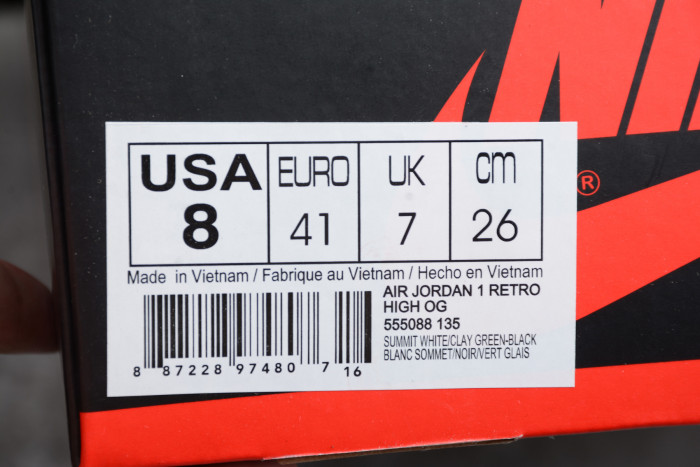 NIK
®
USA EURO UK cm
8 41 7 26
Made in Vietnam / Fabrique au Vietnam / Hecho en Vietnam
AIR JORDAN 1 RETRO
HIGH OG
555088 135
SUMMIT WHITE/CLAY GREEN-BLACK
BLANC SOMMET/NOIR/VERT GLAIS
8 87228 97480 7 16